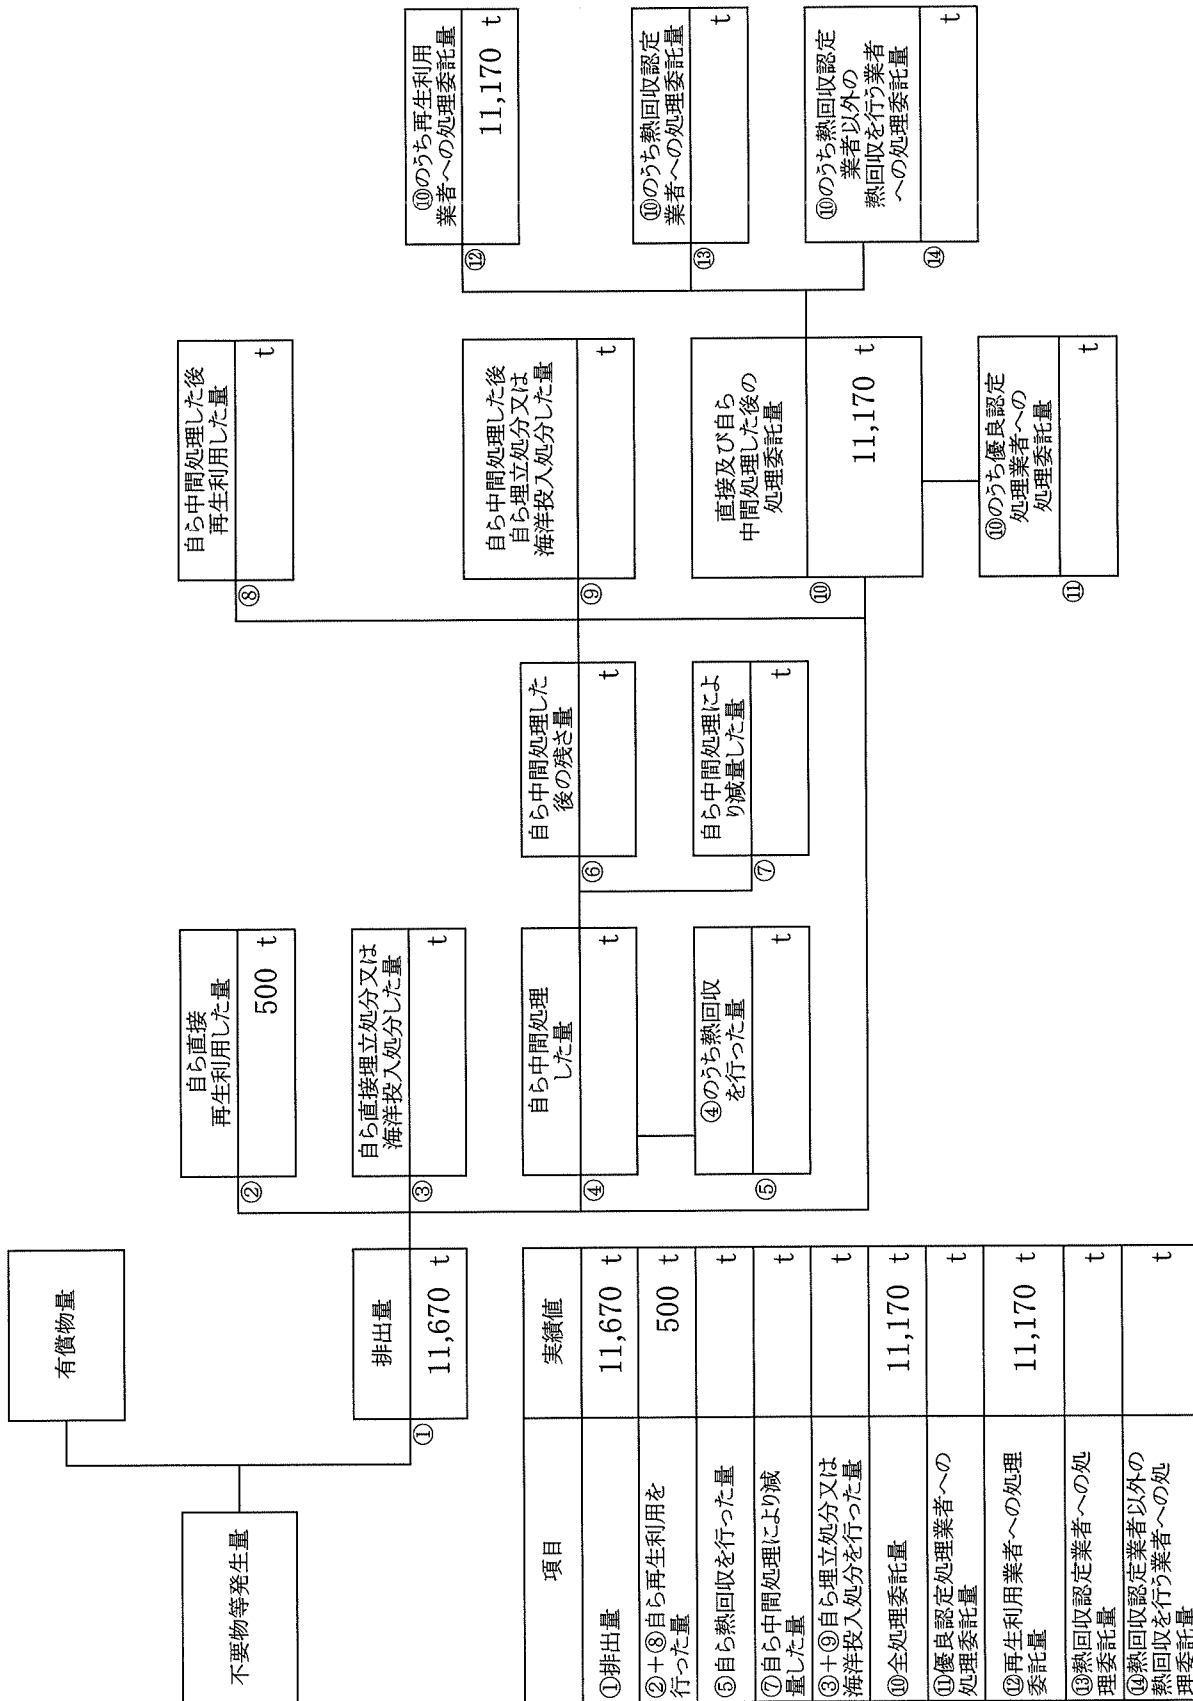 不要物等発生量
有償物量
①
排出量
11,670 t
②
自ら直接
再生利用した量
500 t
③
自ら直接埋立処分又は
海洋投入処分した量
t
④
自ら中間処理
した量
t
⑤
④のうち熱回収
を行った量
t
⑥
自ら中間処理した
後の残さ量
t
⑦
自ら中間処理によ
り減量した量
t
⑧
自ら中間処理した後
再生利用した量
t
⑨
自ら中間処理した後
自ら埋立処分又は
海洋投入処分した量
t
⑩
直接及び自ら
中間処理した後の
処理委託量
11,170 t
⑪
⑩のうち優良認定
処理業者への
処理委託量
t
⑫
⑩のうち再生利用
業者への処理委託量
11,170 t
⑬
⑩のうち熱回収認定
業者への処理委託量
t
⑭
⑩のうち熱回収認定
業者以外の
熱回収を行う業者
への処理委託量
t
項目 実績値
①排出量 11,670 t
②+⑧自ら再生利用を
行った量 500 t
⑤自ら熱回収を行った量 t
⑦自ら中間処理により減
量した量 t
③+⑨自ら埋立処分又は
海洋投入処分を行った量 t
⑩全処理委託量 11,170 t
⑪優良認定処理業者への
処理委託量 t
⑫再生利用業者への処理
委託量 11,170 t
⑬熱回収認定業者への処
理委託量 t
⑭熱回収認定業者以外の
熱回収を行う業者への処
理委託量 t